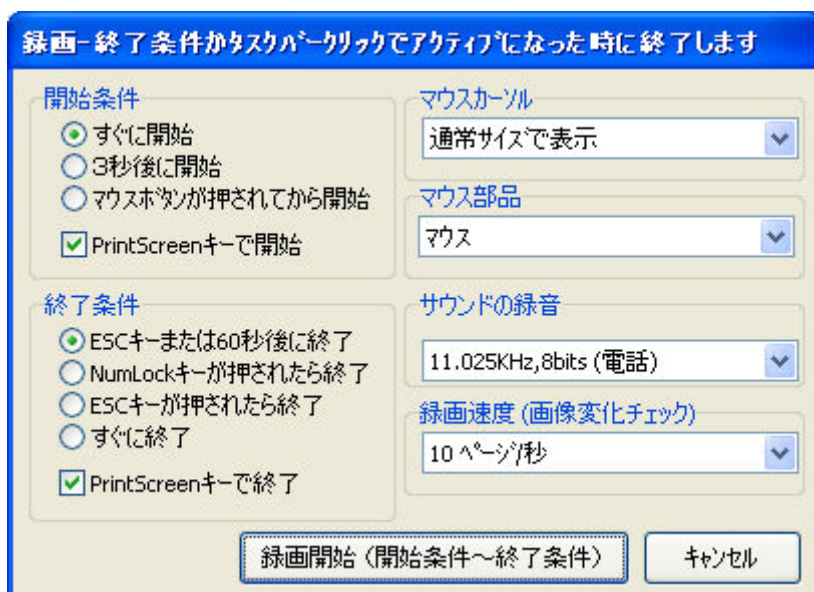 録画-終了条件かﾀｽｸﾊﾞｰｸﾘｯｸでｱｸﾃｨﾌﾞになった時に終了します
開始条件
すぐに開始
3秒後に開始
ﾏｳｽﾎﾞﾀﾝが押されてから開始
PrintScreenキーで開始
終了条件
ESCキーまたは60秒後に終了
NumLockキーが押されたら終了
ESCキーが押されたら終了
すぐに終了
PrintScreenキーで終了
マウスカーソル
通常ｻｲｽﾞで表示
マウス部品
マウス
サウンドの録音
11.025KHz,8bits (電話)
録画速度 (画像変化チェック)
10 ﾍﾟｰｼﾞ/秒
録画開始 (開始条件～終了条件)
ｷｬﾝｾﾙ